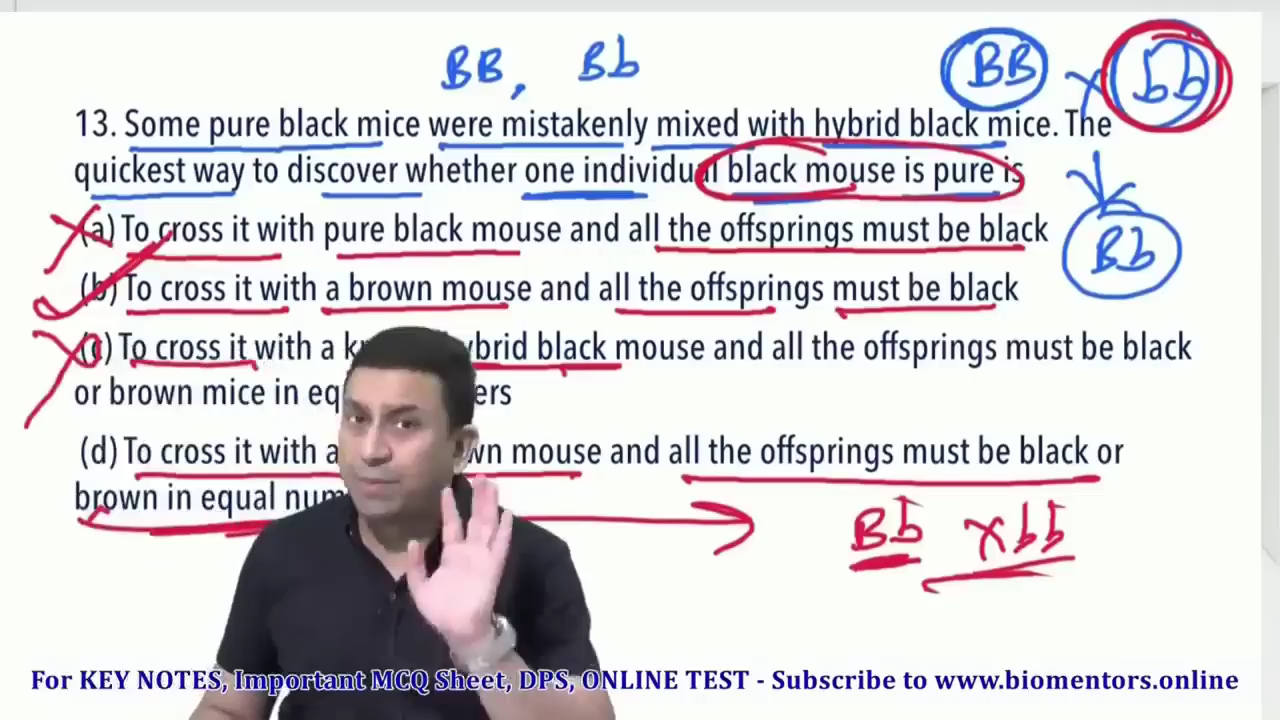 BB, Bb
BB x bb
13. Some pure black mice were mistakenly mixed with hybrid black mice. The
quickest way to discover whether one individual black mouse is pure is
Bb
(a) To cross it with pure black mouse and all the offsprings must be black
(b) To cross it with a brown mouse and all the offsprings must be black
(c) To cross it with a hybrid black mouse and all the offsprings must be black
or brown mice in
(d) To cross it with a mouse and all the offsprings must be black or
brown in equal
Bb x bb
For KEY NOTES, Important MCQ Sheet, DPS, ONLINE TEST - Subscribe to www.biomentors.online